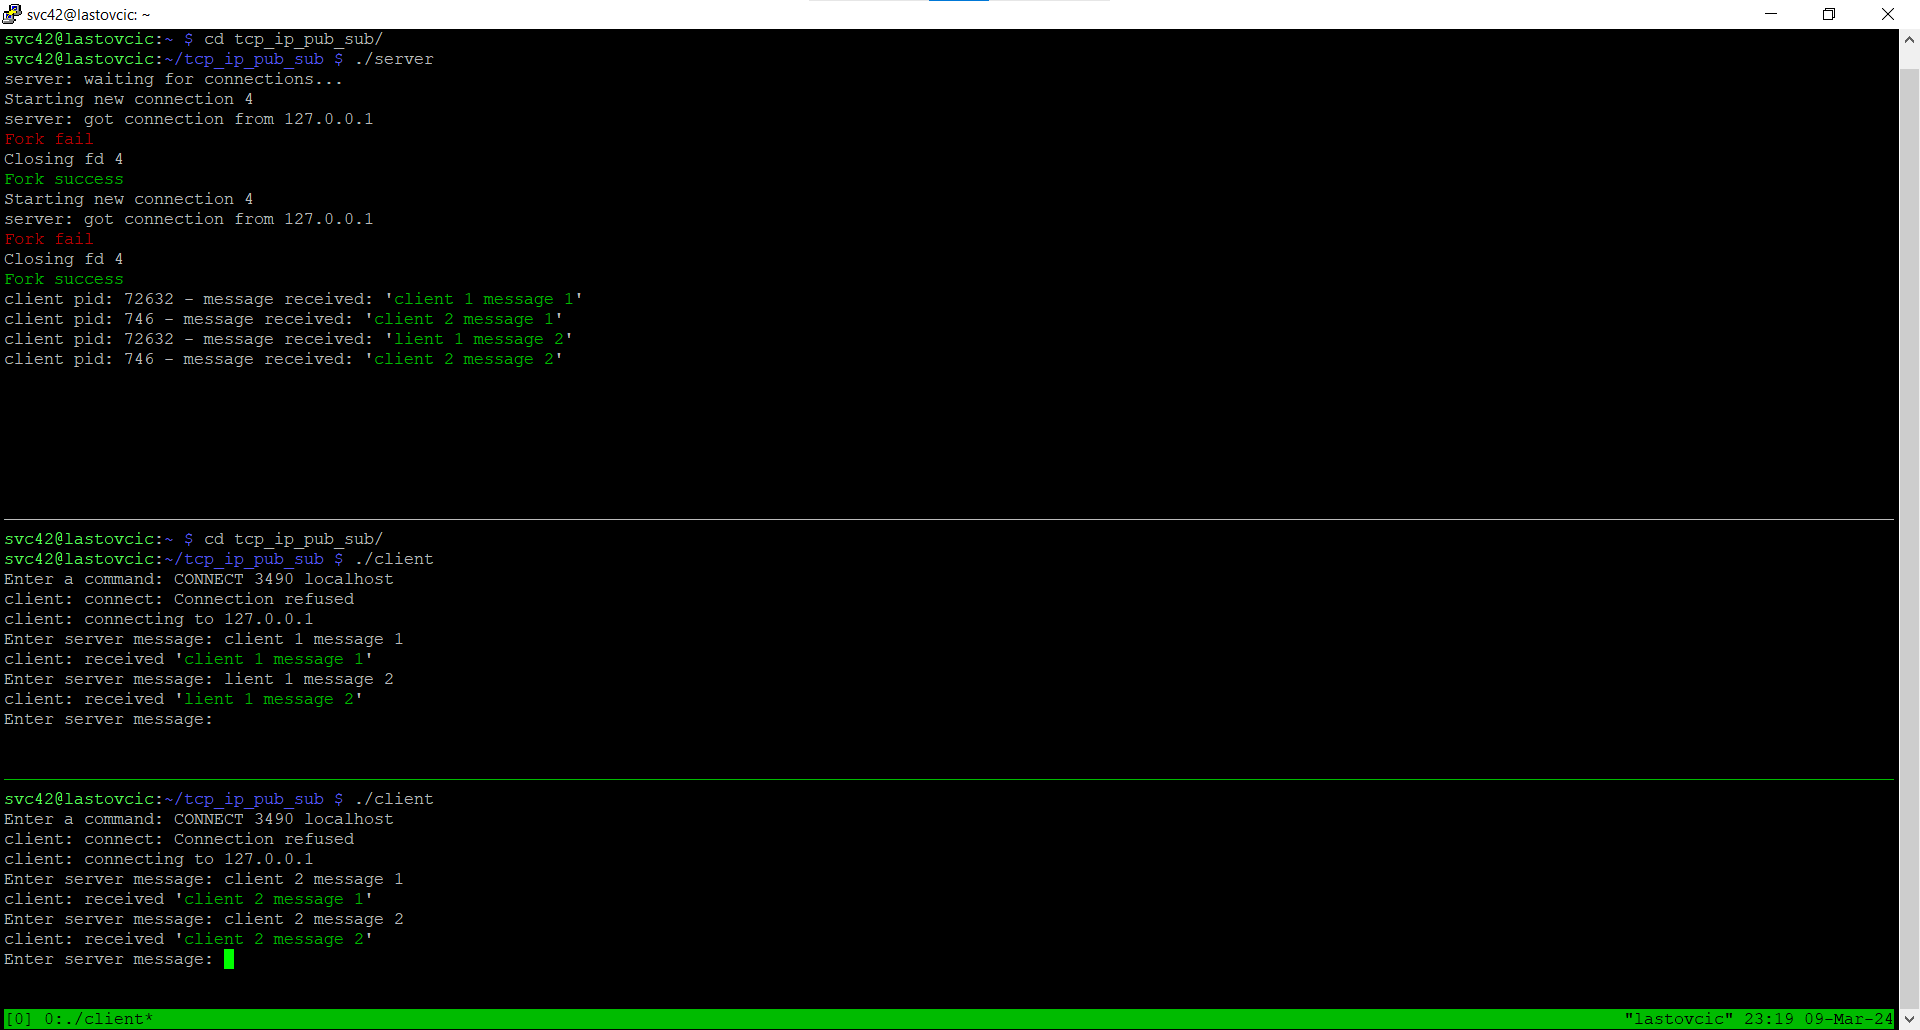 svc42@lastovcic: ~
svc42@lastovcic:~ $ cd tcp_ip_pub_sub/
svc42@lastovcic:~/tcp_ip_pub_sub $ ./server
server: waiting for connections...
Starting new connection 4
server: got connection from 127.0.0.1
Fork fail
Closing fd 4
Fork success
Starting new connection 4
server: got connection from 127.0.0.1
Fork fail
Closing fd 4
Fork success
client pid: 72632 - message received: 'client 1 message 1'
client pid: 746 - message received: 'client 2 message 1'
client pid: 72632 - message received: 'lient 1 message 2'
client pid: 746 - message received: 'client 2 message 2'
svc42@lastovcic:~ $ cd tcp_ip_pub_sub/
svc42@lastovcic:~/tcp_ip_pub_sub $ ./client
Enter a command: CONNECT 3490 localhost
client: connect: Connection refused
client: connecting to 127.0.0.1
Enter server message: client 1 message 1
client: received 'client 1 message 1'
Enter server message: lient 1 message 2
client: received 'lient 1 message 2'
Enter server message:
svc42@lastovcic:~/tcp_ip_pub_sub $ ./client
Enter a command: CONNECT 3490 localhost
client: connect: Connection refused
client: connecting to 127.0.0.1
Enter server message: client 2 message 1
client: received 'client 2 message 1'
Enter server message: client 2 message 2
client: received 'client 2 message 2'
Enter server message:
[0] 0:./client* "lastovcic" 23:19 09-Mar-24